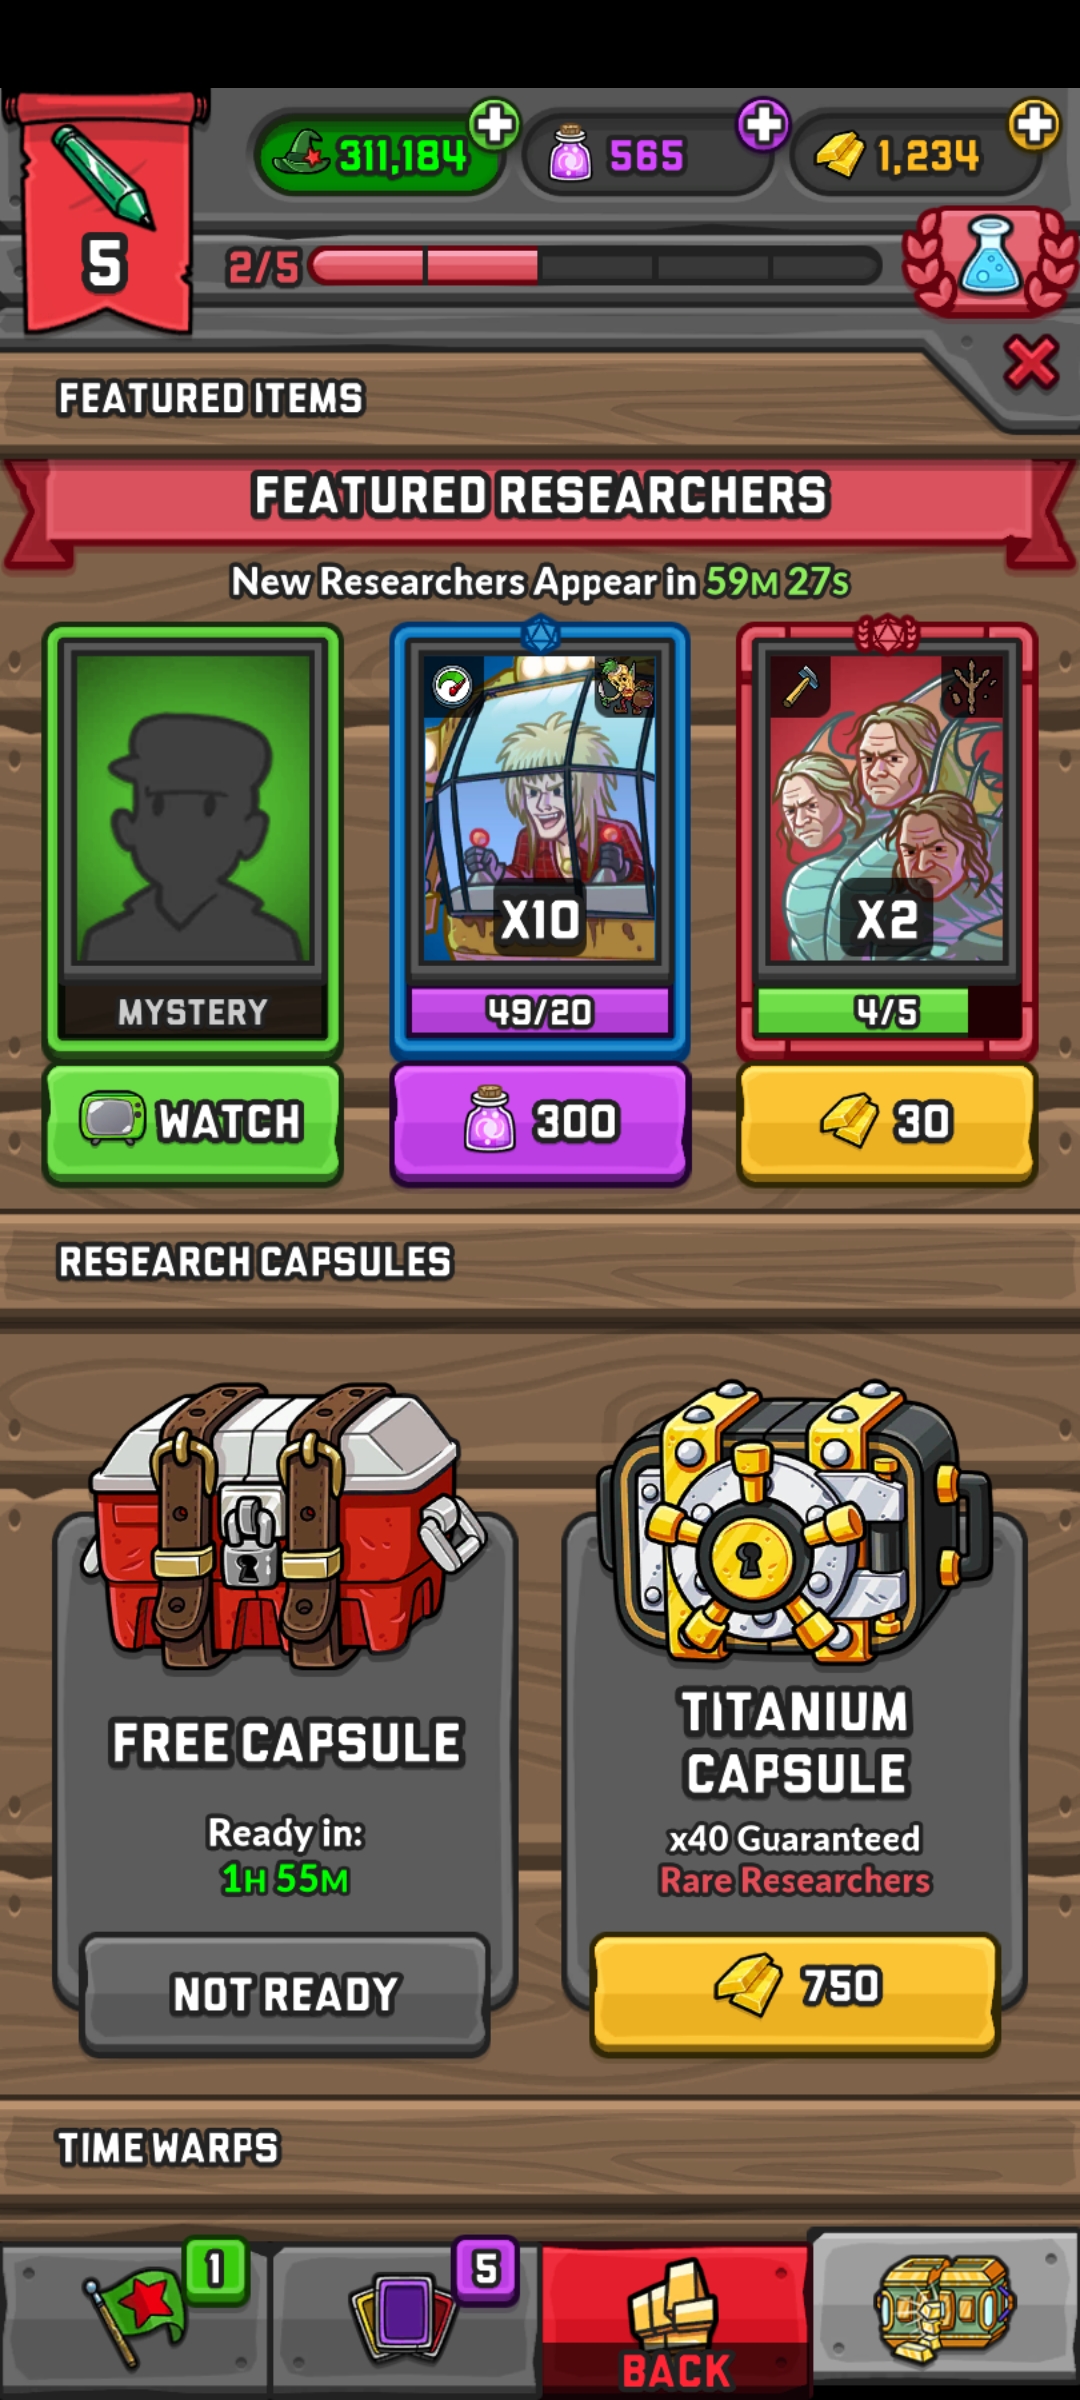 311,184
565
1,234
5
2/5
FEATURED ITEMS
FEATURED RESEARCHERS
New Researchers Appear in 59M 27S
X10
X2
MYSTERY
49/20
4/5
WATCH
300
30
RESEARCH CAPSULES
FREE CAPSULE
Ready in:
1H 55M
NOT READY
TITANIUM
CAPSULE
x40 Guaranteed
Rare Researchers
750
TIME WARPS
1
5
BACK